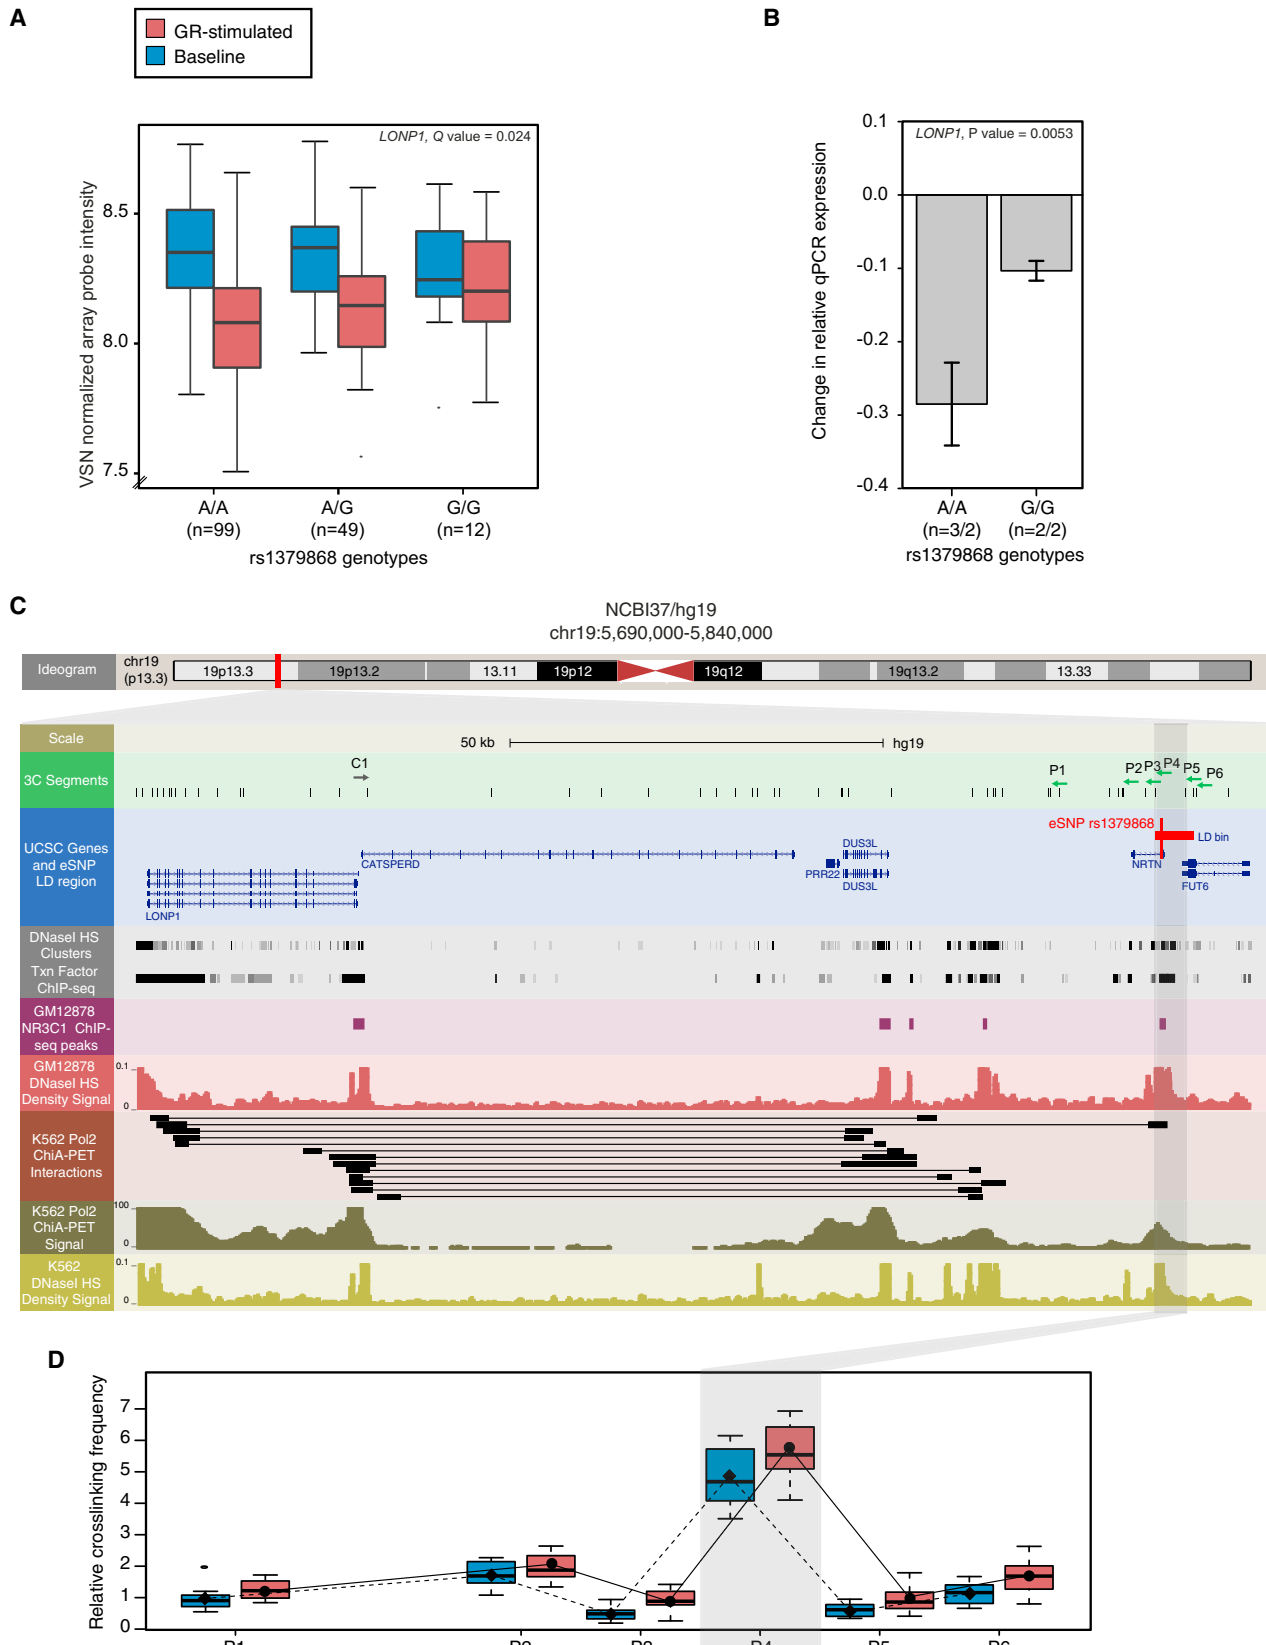 A
GR-stimulated
Baseline
LONP1, Q value = 0.024
VSN normalized array probe intensity
8.5
8.0
7.5
A/A
(n=99)
A/G
(n=49)
G/G
(n=12)
rs1379868 genotypes
B
LONP1, P value = 0.0053
Change in relative qPCR expression
0.1
0.0
-0.1
-0.2
-0.3
-0.4
A/A
(n=3/2)
G/G
(n=2/2)
rs1379868 genotypes
C
NCBI37/hg19
chr19:5,690,000-5,840,000
Ideogram
chr19
(p13.3)
19p13.3
19p13.2
13.11
19p12
19q12
19q13.2
13.33
Scale
50 kb
hg19
3C Segments
C1
P1
P2
P3
P4
P5
P6
UCSC Genes
and eSNP
LD region
eSNP rs1379868
LD bin
LONP1
CATSPERD
PRR22
DUS3L
DUS3L
NRTN
FUT6
DNaseI HS
Clusters
Txn Factor
ChIP-seq
GM12878
NR3C1 ChIP-
seq peaks
GM12878
DNaseI HS
Density Signal
0.1
0
K562 Pol2
ChiA-PET
Interactions
K562 Pol2
ChiA-PET
Signal
100
0
K562
DNaseI HS
Density Signal
0.1
0
D
Relative crosslinking frequency
7
6
5
4
3
2
1
0
P1
P2
P3
P4
P5
P6